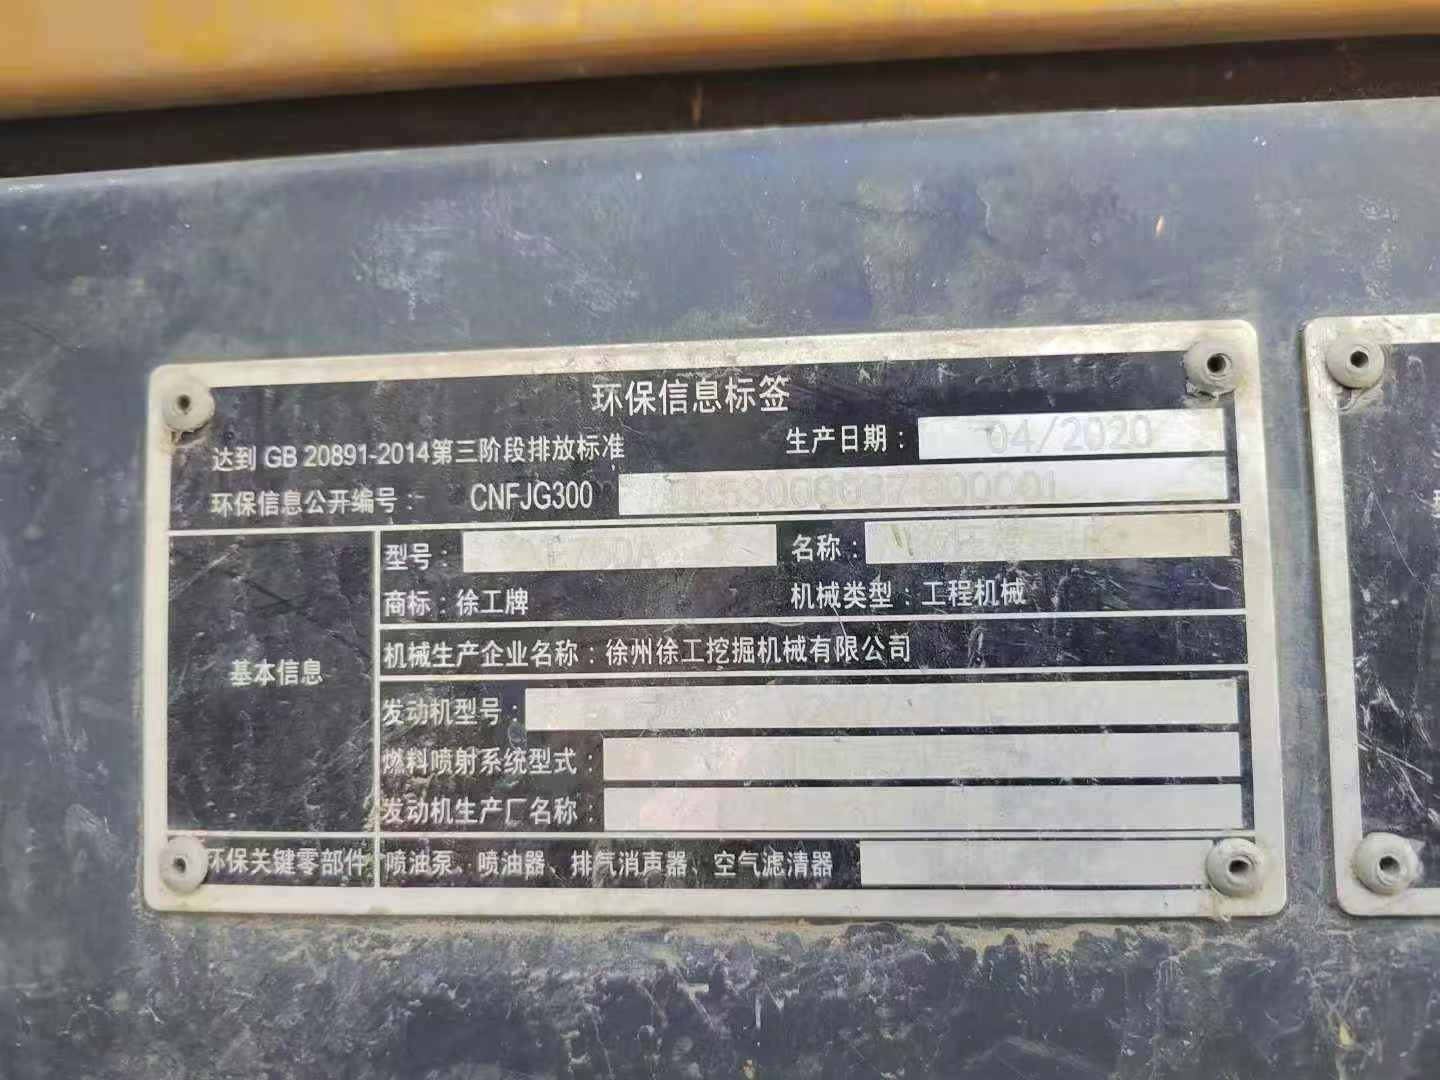 环保信息标签
达到 GB 20891-2014第三阶段排放标准
生产日期：04/2020
环保信息公开编号： CNFJG300
型号：
名称：
商标：徐工牌
机械类型：工程机械
机械生产企业名称：徐州徐工挖掘机械有限公司
基本信息
发动机型号：
燃料喷射系统型式：
发动机生产厂名称：
环保关键零部件 喷油泵、喷油器、排气消声器、空气滤清器